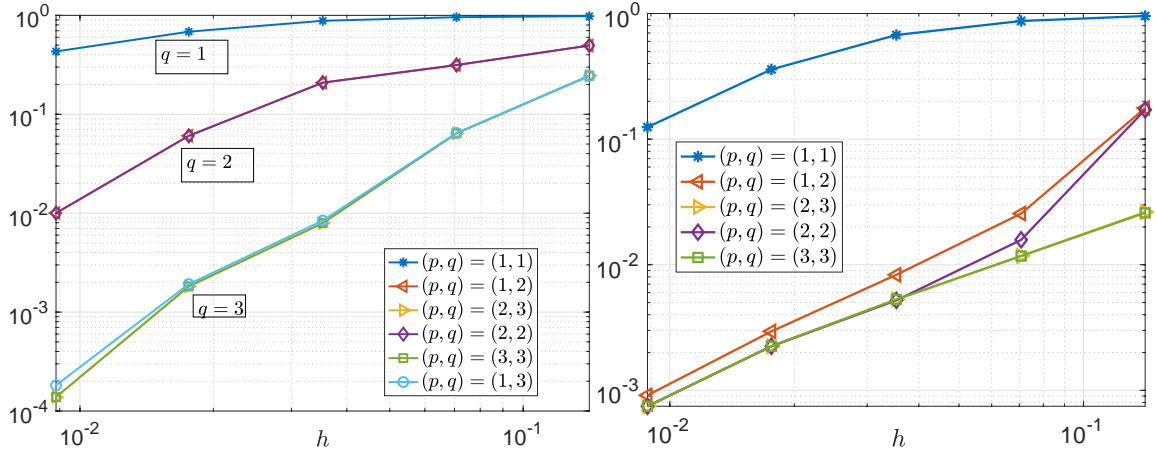 10^0
10^-1
10^-2
10^-3
10^-4
q = 1
q = 2
q = 3
(p, q) = (1, 1)
(p, q) = (1, 2)
(p, q) = (2, 3)
(p, q) = (2, 2)
(p, q) = (3, 3)
(p, q) = (1, 3)
10^-2
h
10^-1
10^0
10^-1
10^-2
10^-3
(p, q) = (1, 1)
(p, q) = (1, 2)
(p, q) = (2, 3)
(p, q) = (2, 2)
(p, q) = (3, 3)
10^-2
h
10^-1